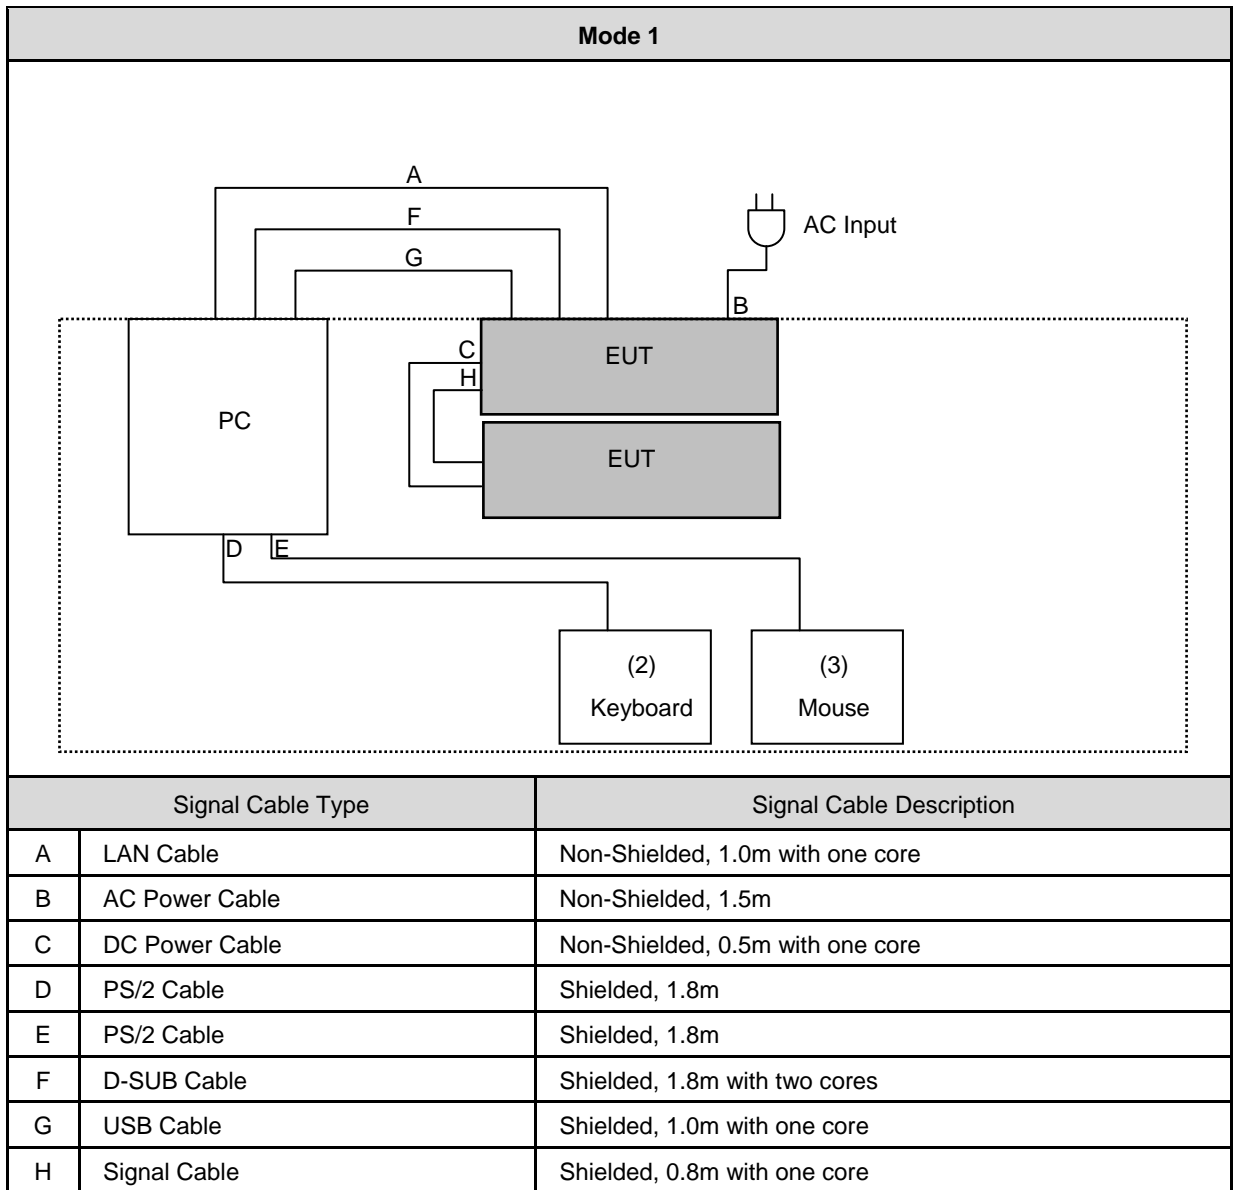 Mode 1
A
F
G
AC Input
B
C
H
EUT
PC
EUT
D
E
(2)
Keyboard
(3)
Mouse
Signal Cable Type Signal Cable Description
A LAN Cable Non-Shielded, 1.0m with one core
B AC Power Cable Non-Shielded, 1.5m
C DC Power Cable Non-Shielded, 0.5m with one core
D PS/2 Cable Shielded, 1.8m
E PS/2 Cable Shielded, 1.8m
F D-SUB Cable Shielded, 1.8m with two cores
G USB Cable Shielded, 1.0m with one core
H Signal Cable Shielded, 0.8m with one core